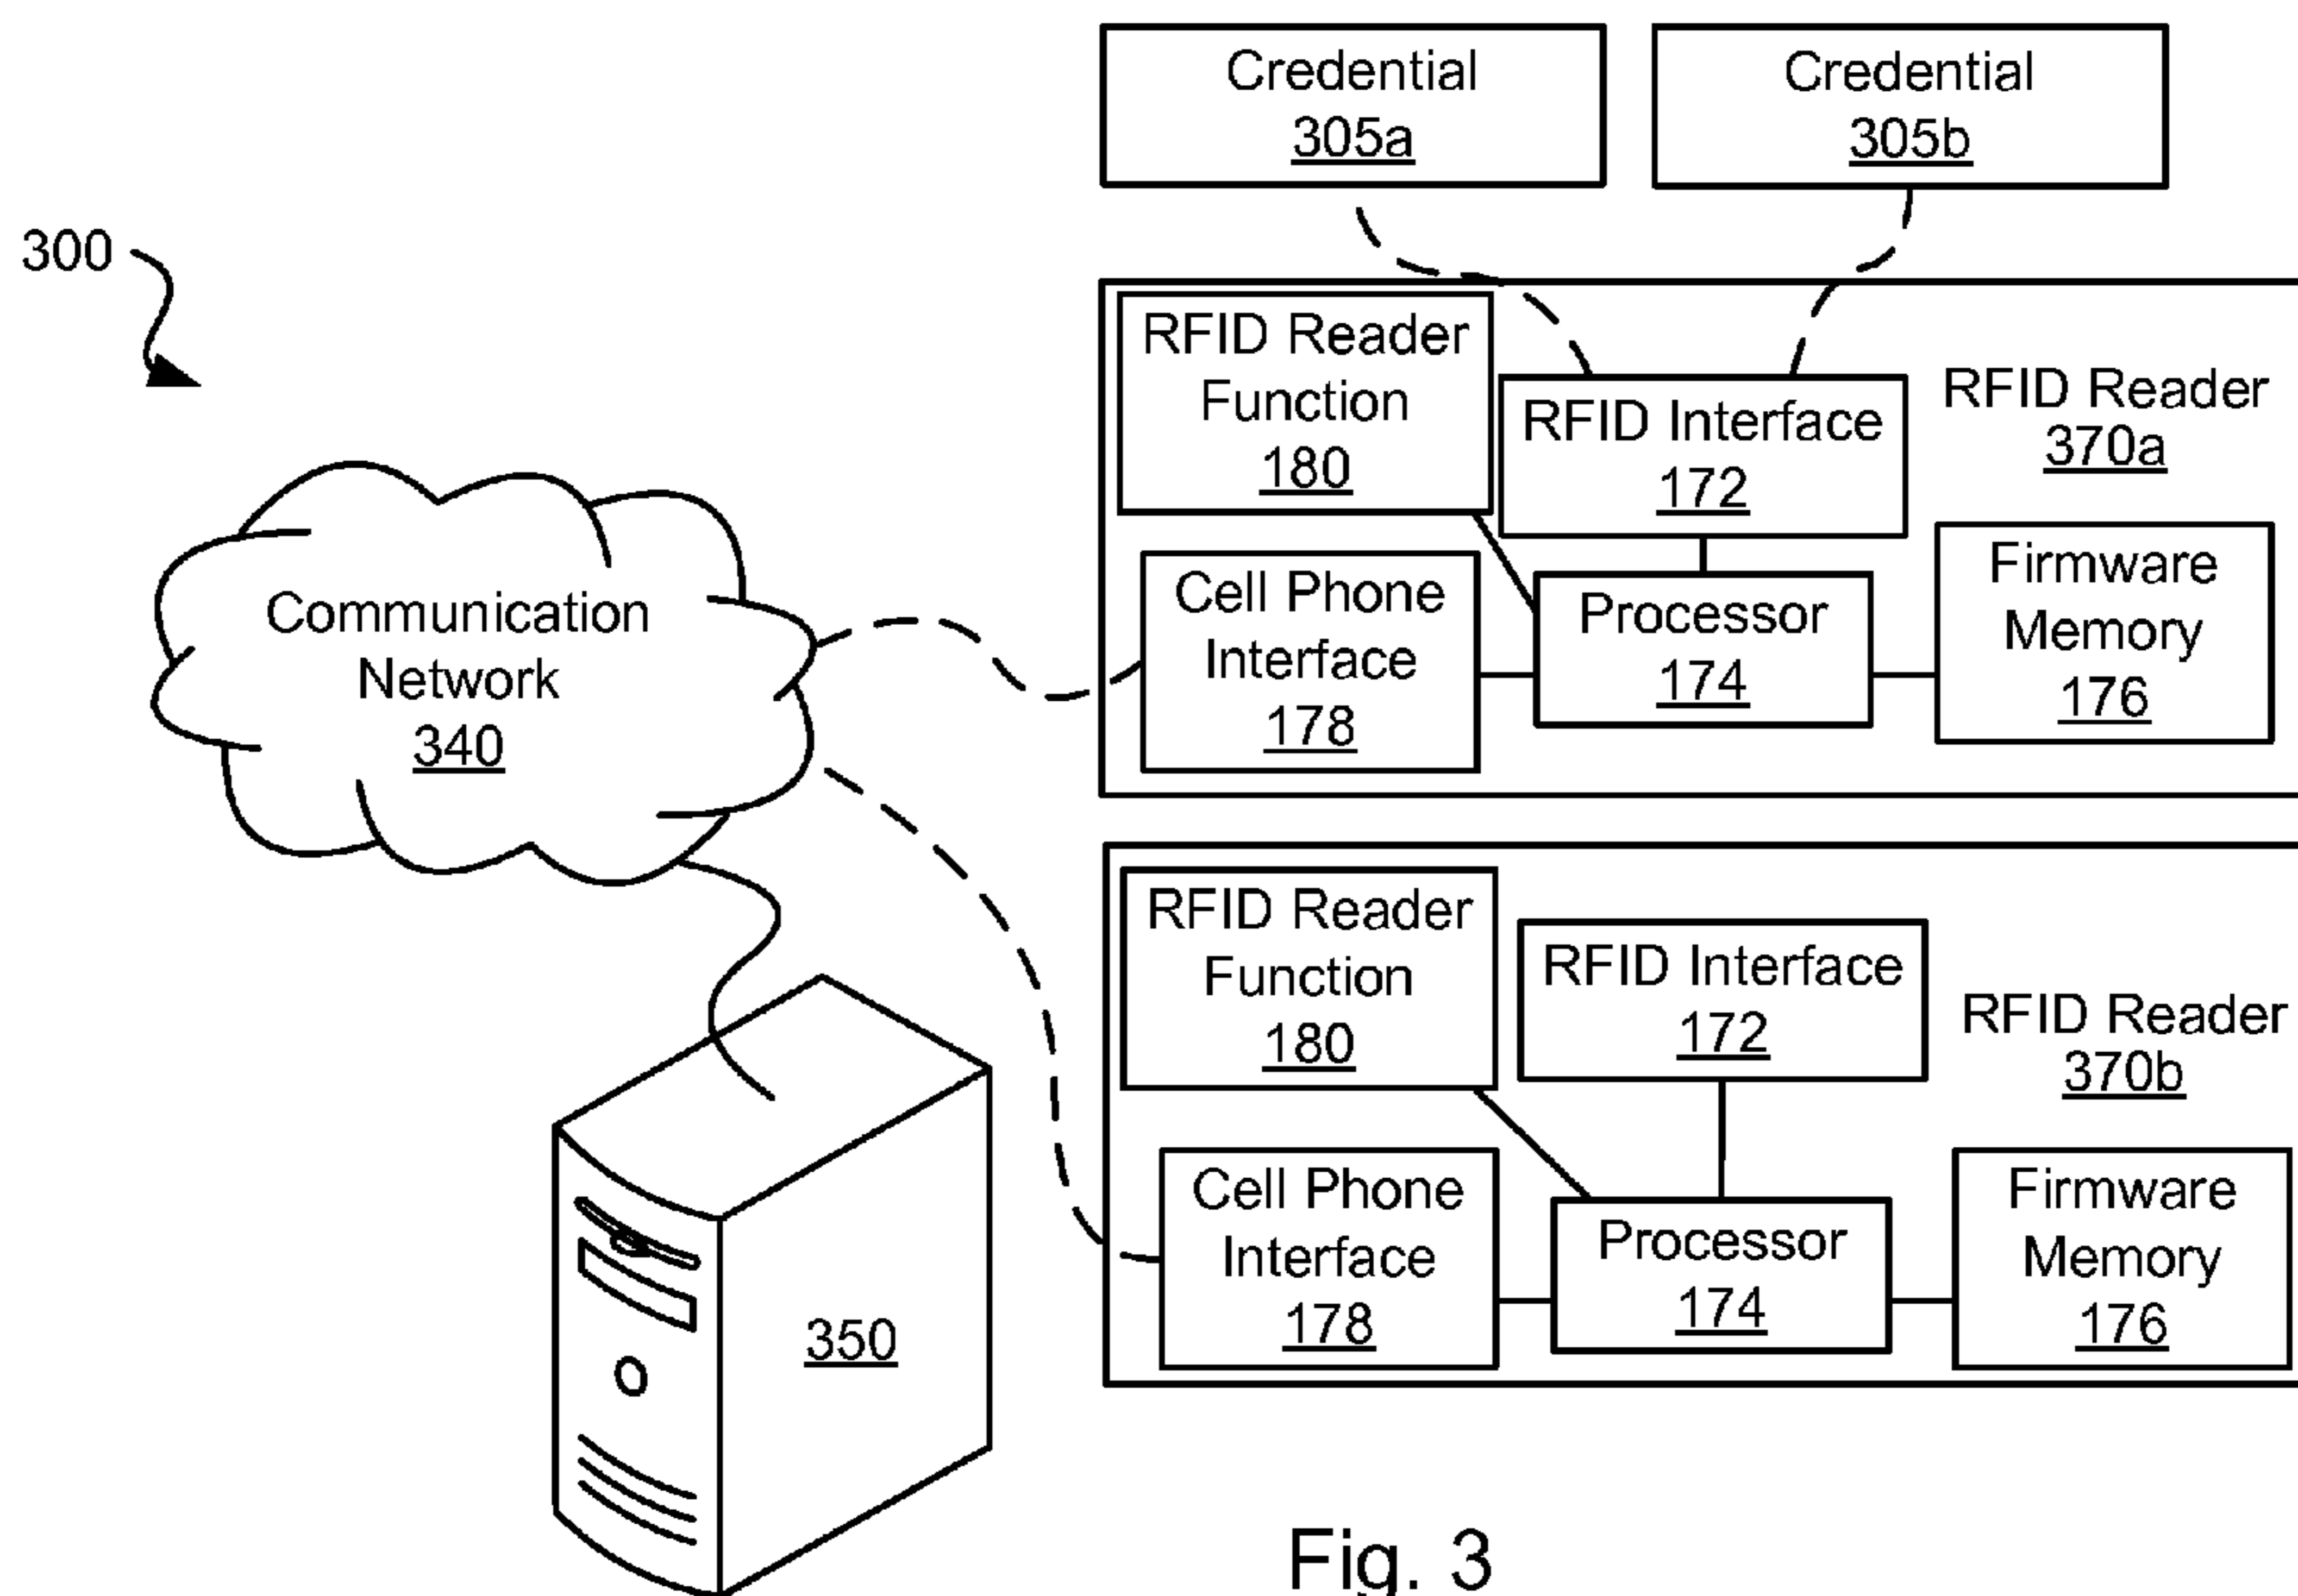 Credential
305a
Credential
305b
300
RFID Reader
Function
180
RFID Interface
172
RFID Reader
370a
Cell Phone
Interface
178
Processor
174
Firmware
Memory
176
Communication
Network
340
RFID Reader
Function
180
RFID Interface
172
RFID Reader
370b
Cell Phone
Interface
178
Processor
174
Firmware
Memory
176
350
Fig. 3